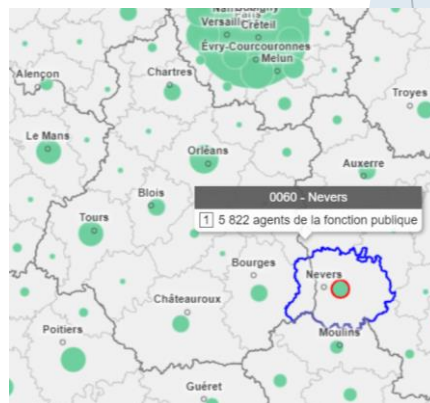 Versailles
Créteil
Évry-Courcouronnes
Melun
Alençon
Chartres
Troyes
Le Mans
Orléans
Auxerre
Blois
0060 - Nevers
1 5 822 agents de la fonction publique
Tours
Bourges
Nevers
Châteauroux
Moulins
Poitiers
Guéret